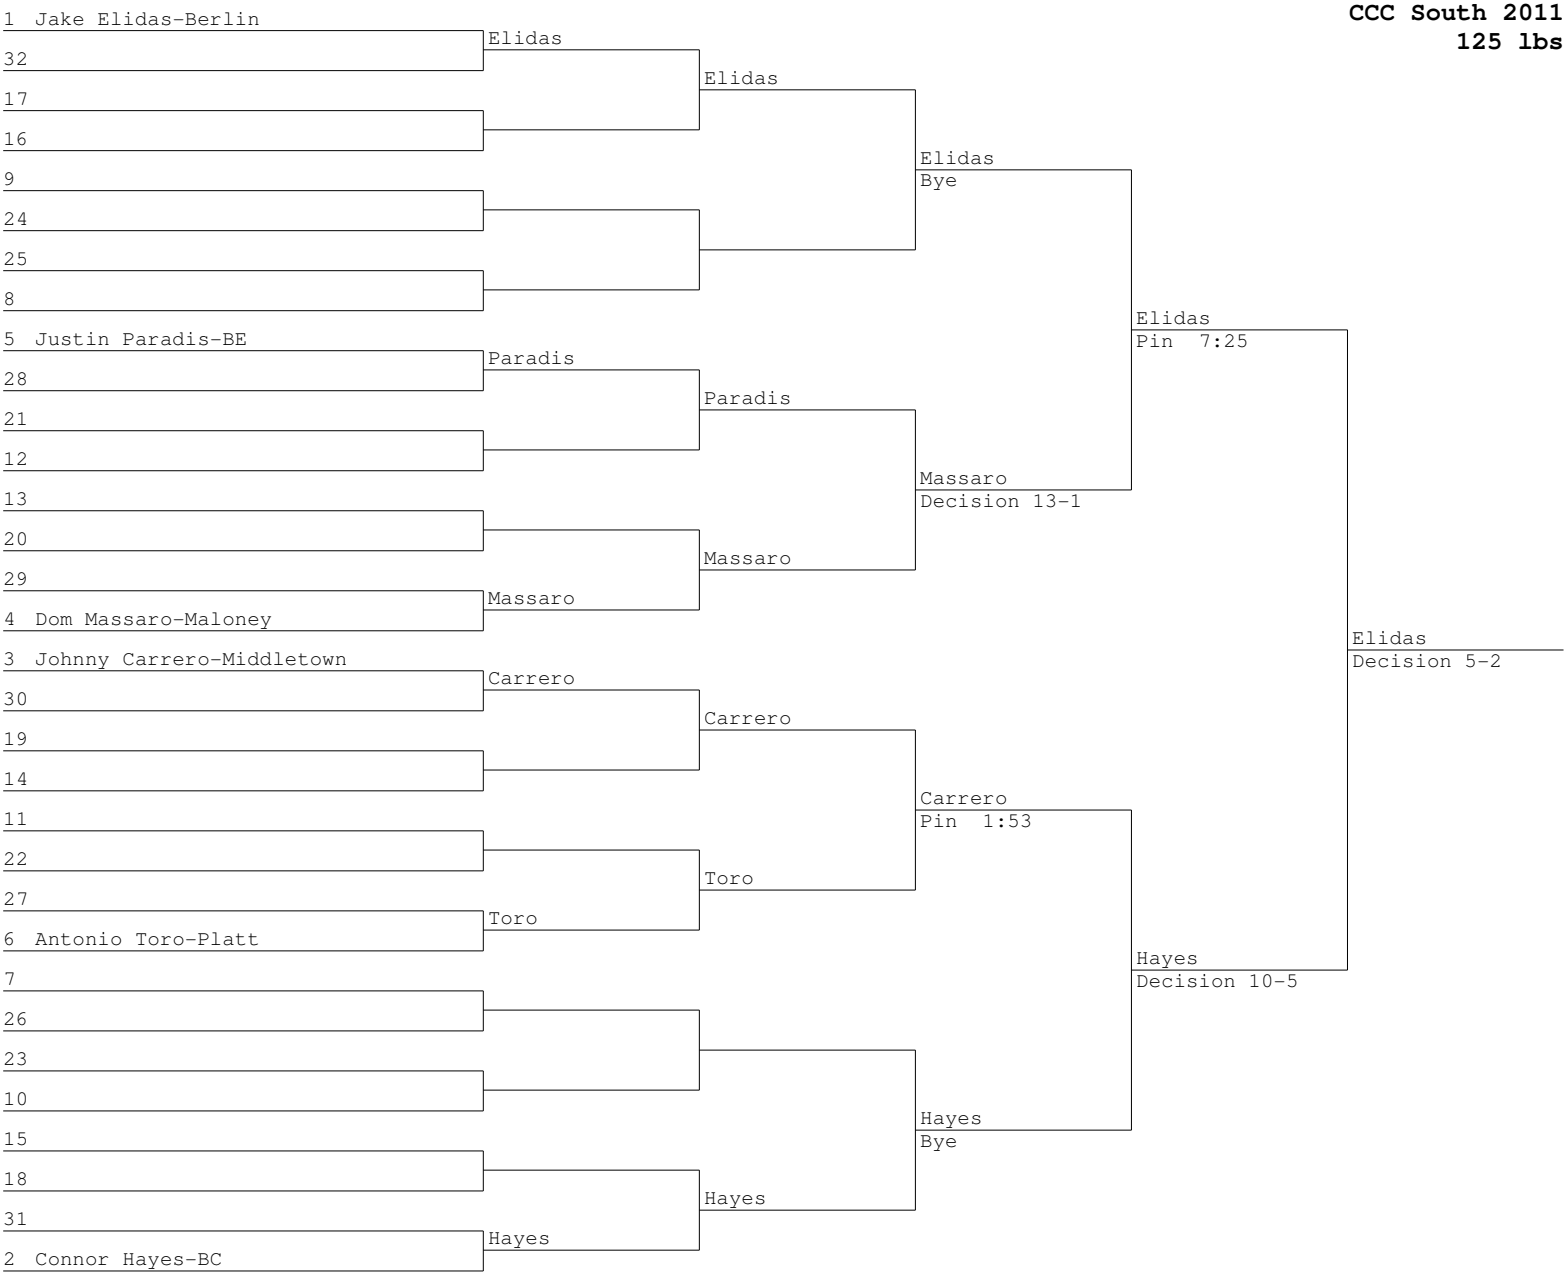 CCC South 2011
125 lbs
1 Jake Elidas-Berlin
Elidas
32
Elidas
17
16
Elidas
Bye
9
24
25
8
Elidas
Pin 7:25
5 Justin Paradis-BE
Paradis
28
Paradis
21
12
Massaro
Decision 13-1
13
20
Massaro
29
Massaro
4 Dom Massaro-Maloney
Elidas
Decision 5-2
3 Johnny Carrero-Middletown
Carrero
30
Carrero
19
14
Carrero
Pin 1:53
11
22
Toro
27
Toro
6 Antonio Toro-Platt
Hayes
Decision 10-5
7
26
23
10
Hayes
Bye
15
18
Hayes
31
Hayes
2 Connor Hayes-BC